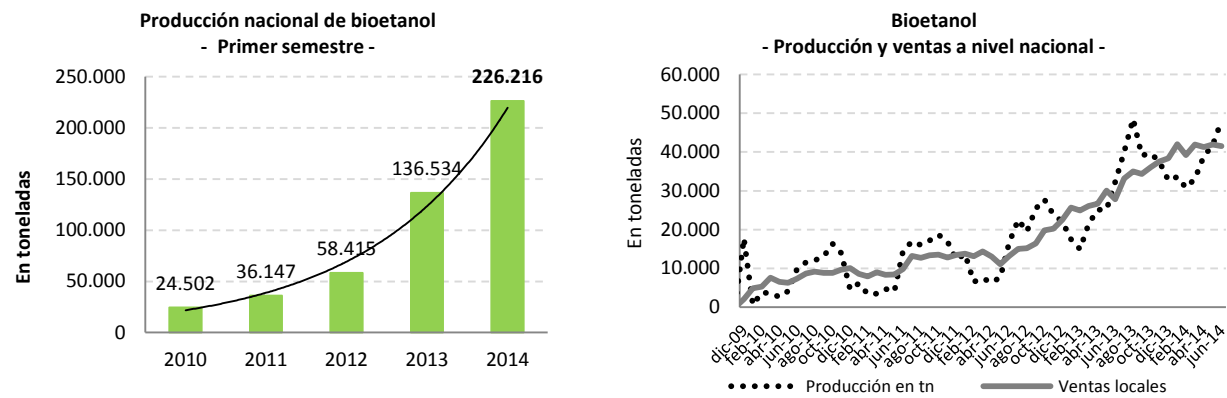 Producción nacional de bioetanol
- Primer semestre -
En toneladas
250.000
200.000
150.000
100.000
50.000
0
24.502
36.147
58.415
136.534
226.216
2010
2011
2012
2013
2014
Bioetanol
- Producción y ventas a nivel nacional -
En toneladas
60.000
50.000
40.000
30.000
20.000
10.000
0
dic-09
feb-10
abr-10
jun-10
ago-10
oct-10
dic-10
feb-11
abr-11
jun-11
ago-11
oct-11
dic-11
feb-12
abr-12
jun-12
ago-12
oct-12
dic-12
feb-13
abr-13
jun-13
ago-13
oct-13
dic-13
feb-14
abr-14
jun-14
Producción en tn
Ventas locales